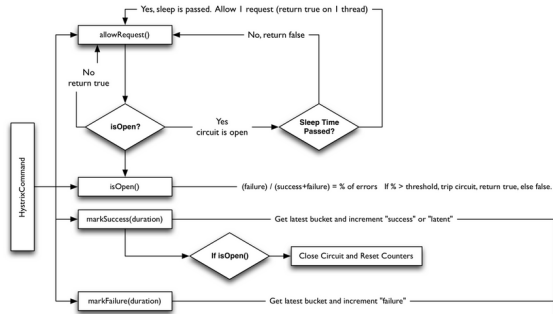 Yes, sleep is passed. Allow 1 request (return true on 1 thread)
allowRequest()
No, return false
No
return true
isOpen?
Yes
circuit is open
Sleep Time
Passed?
HystrixCommand
isOpen()
(failure) / (success+failure) = % of errors If % > threshold, trip circuit, return true, else false.
markSuccess(duration)
Get latest bucket and increment "success" or "latent"
If isOpen()
Close Circuit and Reset Counters
markFailure(duration)
Get latest bucket and increment "failure"